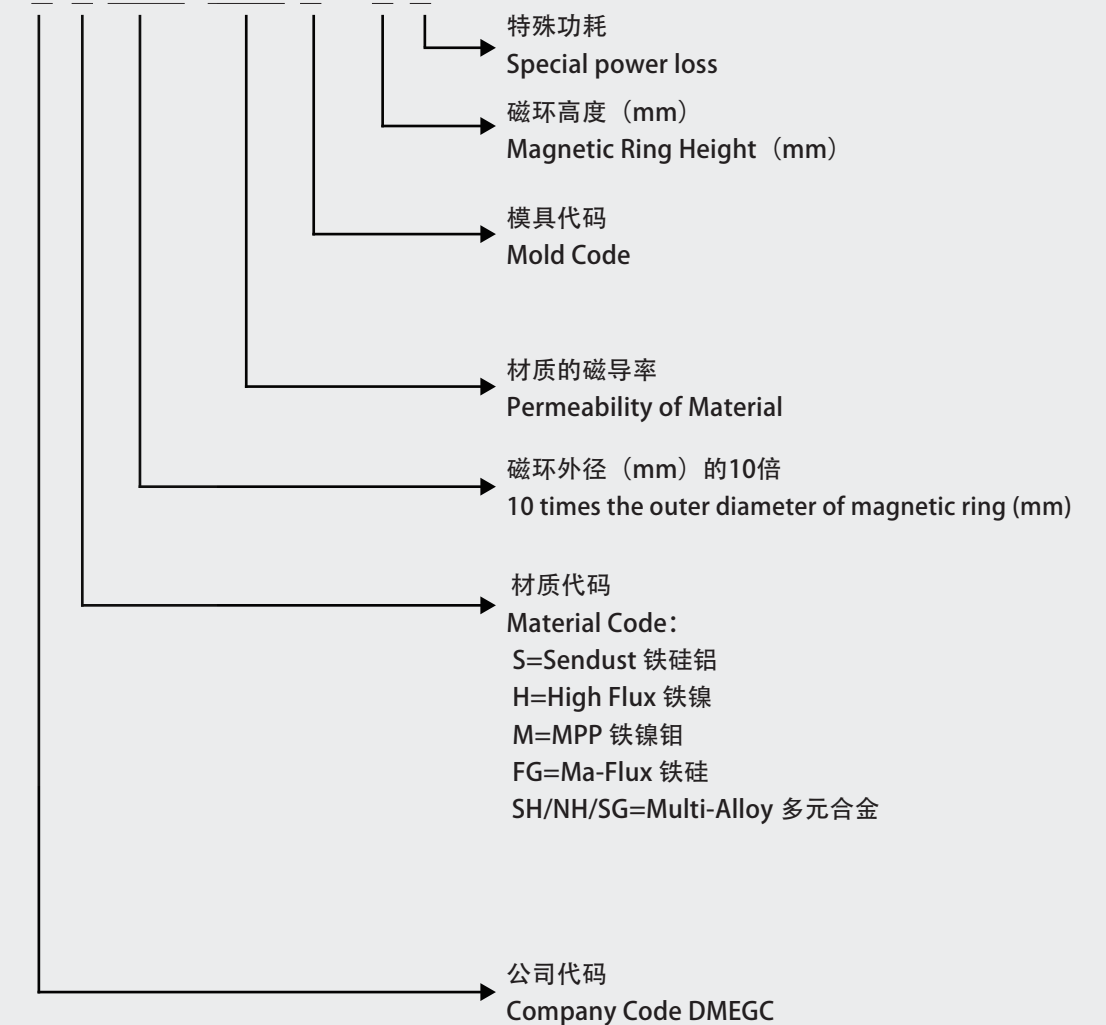 特殊功耗
Special power loss
磁环高度（mm）
Magnetic Ring Height（mm）
模具代码
Mold Code
材质的磁导率
Permeability of Material
磁环外径（mm）的10倍
10 times the outer diameter of magnetic ring (mm)
材质代码
Material Code：
S=Sendust 铁硅铝
H=High Flux 铁镍
M=MPP 铁镍钼
FG=Ma-Flux 铁硅
SH/NH/SG=Multi-Alloy 多元合金
公司代码
Company Code DMEGC